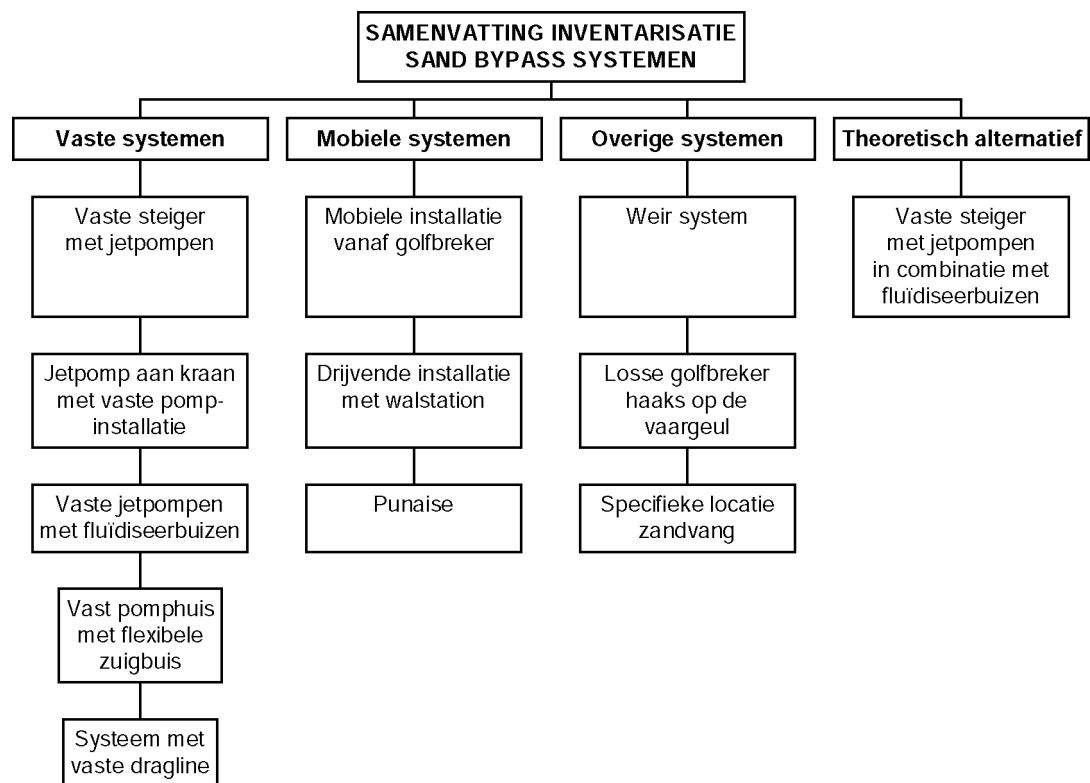 SAMENVATTING INVENTARISATIE
SAND BYPASS SYSTEMEN
Vaste systemen
Vaste steiger
met jetpompen
Jetpomp aan kraan
met vaste pomp-
installatie
Vaste jetpompen
met fluïdiseerbuizen
Vast pomphuis
met flexibele
zuigbuis
Systeem met
vaste dragline
Mobiele systemen
Mobiele installatie
vanaf golfbreker
Drijvende installatie
met walstation
Punaise
Overige systemen
Weir system
Losse golfbreker
haaks op de
vaargeul
Specifieke locatie
zandvang
Theoretisch alternatief
Vaste steiger
met jetpompen
in combinatie met
fluïdiseerbuizen